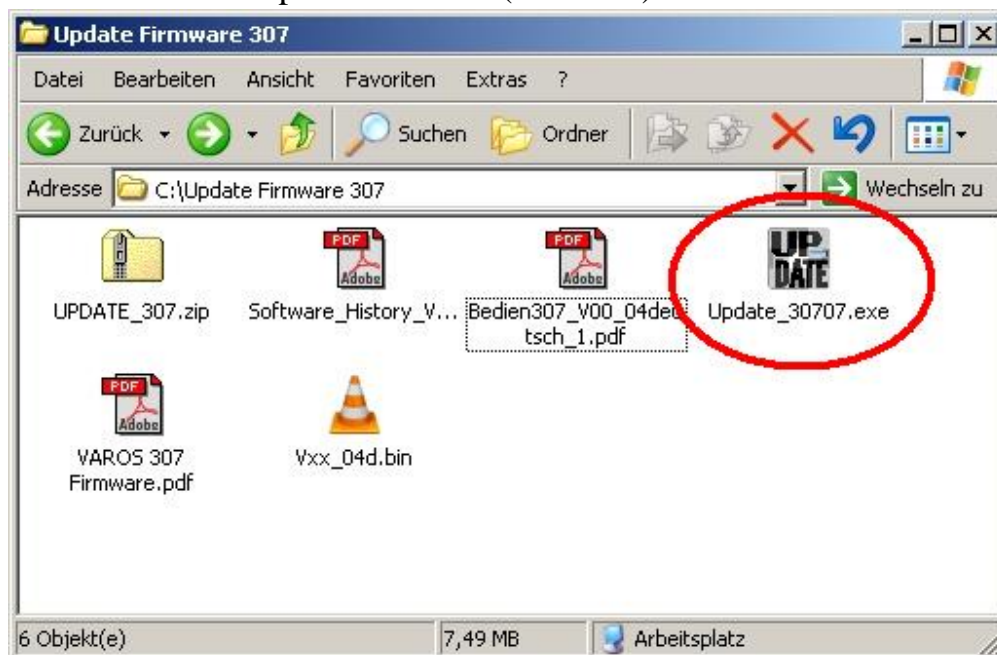 Update Firmware 307
Datei Bearbeiten Ansicht Favoriten Extras ?
Zurück Suchen Ordner
Adresse C:\Update Firmware 307 Wechseln zu
PDF Adobe PDF Adobe UP DATE
UPDATE_307.zip Software_History_V... Bedien307_V00_04deutsch_1.pdf Update_30707.exe
PDF Adobe
VAROS 307 Vxx_04d.bin
Firmware.pdf
6 Objekt(e) 7,49 MB Arbeitsplatz